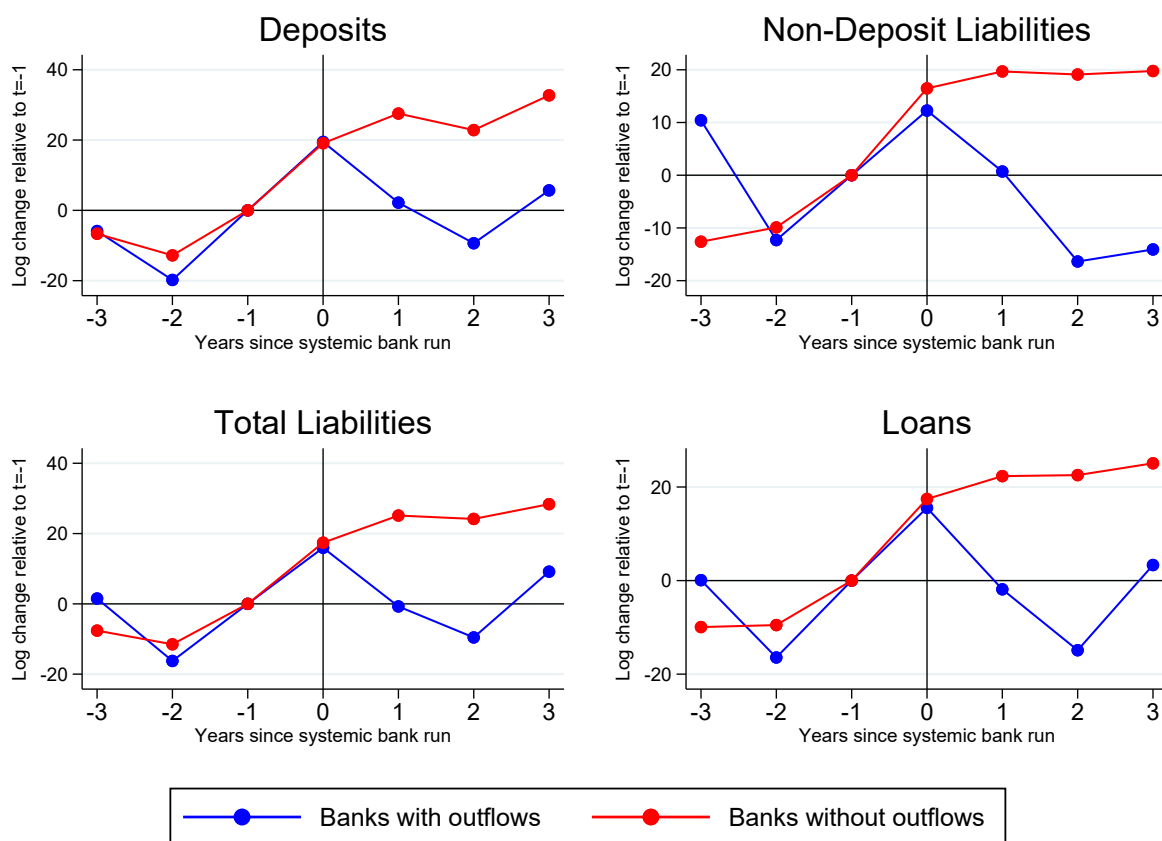 Deposits
Log change relative to t=-1
40
20
0
-20
-3 -2 -1 0 1 2 3
Years since systemic bank run
Non-Deposit Liabilities
Log change relative to t=-1
20
10
0
-10
-20
-3 -2 -1 0 1 2 3
Years since systemic bank run
Total Liabilities
Log change relative to t=-1
40
20
0
-20
-3 -2 -1 0 1 2 3
Years since systemic bank run
Loans
Log change relative to t=-1
20
0
-20
-3 -2 -1 0 1 2 3
Years since systemic bank run
Banks with outflows
Banks without outflows